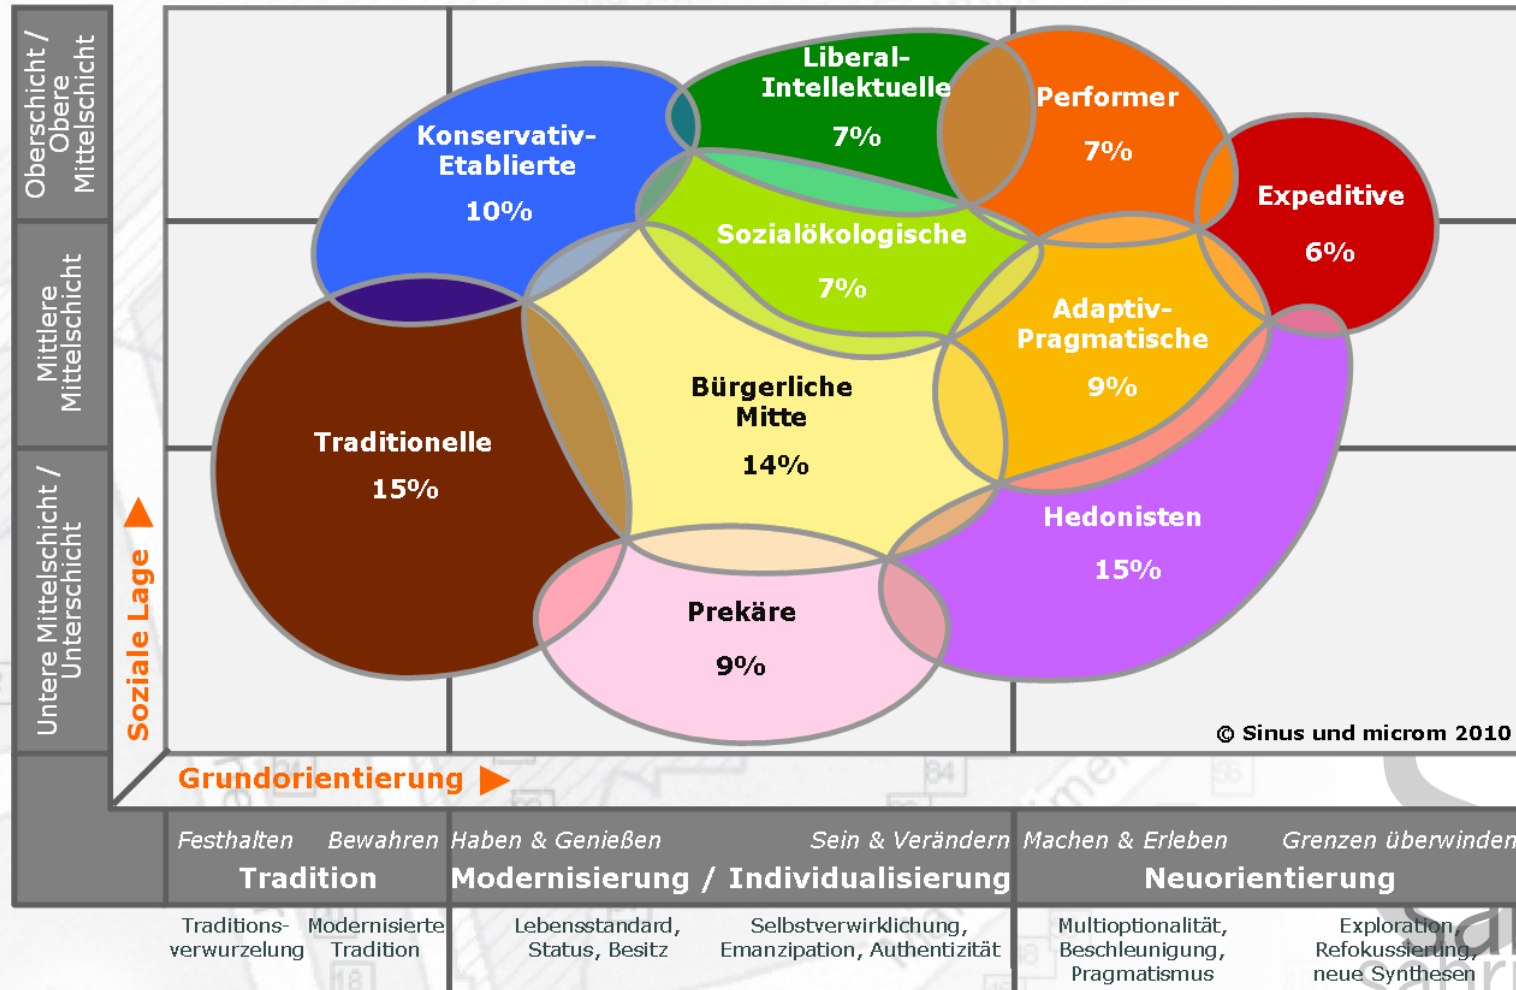 Oberschicht /
Obere
Mittelschicht
Mittlere
Mittelschicht
Untere Mittelschicht /
Unterschicht
Soziale Lage
Liberal-
Intellektuelle
7%
Performer
7%
Konservativ-
Etablierte
10%
Expeditive
6%
Sozialökologische
7%
Adaptiv-
Pragmatische
9%
Bürgerliche
Mitte
14%
Traditionelle
15%
Hedonisten
15%
Prekäre
9%
© Sinus und microm 2010
Grundorientierung
Festhalten Bewahren Haben & Genießen Sein & Verändern Machen & Erleben Grenzen überwinden
Tradition Modernisierung / Individualisierung Neuorientierung
Traditions-
verwurzelung
Modernisierte
Tradition
Lebensstandard,
Status, Besitz
Selbstverwirklichung,
Emanzipation, Authentizität
Multioptionalität,
Beschleunigung,
Pragmatismus
Exploration,
Refokussierung,
neue Synthesen
84
86
18